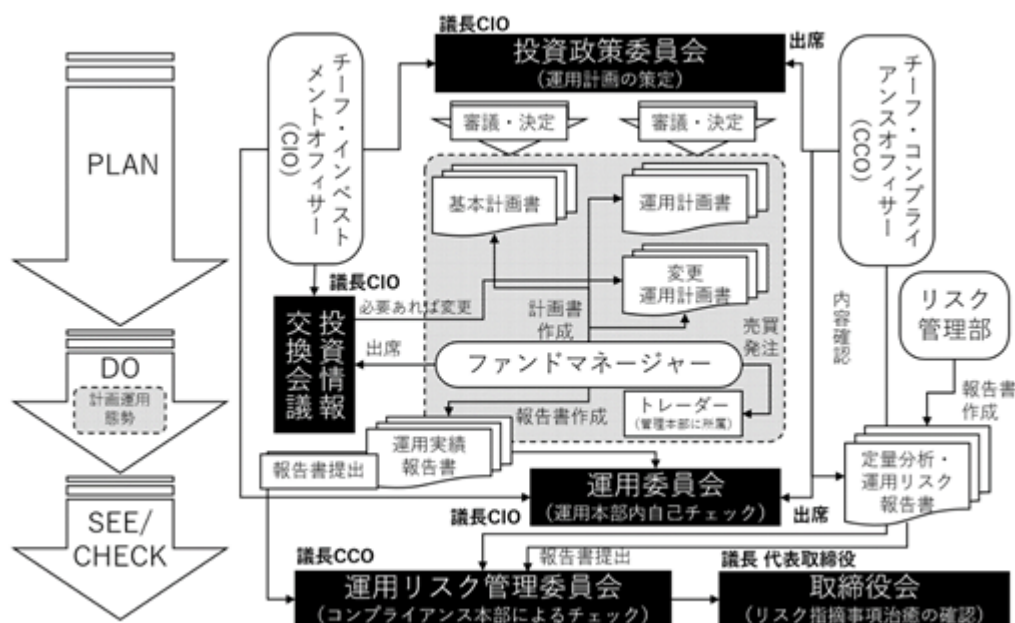 議長CIO
投資政策委員会
(運用計画の策定)
出席
チーフ・インベスト
メントオフィサー
(CIO)
チーフ・コンプライ
アンスオフィサー
(CCO)
PLAN
審議・決定
審議・決定
基本計画書
運用計画書
変更
運用計画書
議長CIO
必要あれば変更
計画書
作成
売買
発注
内容確認
リスク
管理部
投資情報
交換会議
出席
ファンドマネージャー
DO
計画運用
態勢
報告書作成
トレーダー
(管理本部に所属)
報告書
作成
運用実績
報告書
報告書提出
定量分析・
運用リスク
報告書
SEE/
CHECK
運用委員会
(運用本部内自己チェック)
議長CIO
出席
議長CCO
報告書提出
議長 代表取締役
運用リスク管理委員会
(コンプライアンス本部によるチェック)
取締役会
(リスク指摘事項治癒の確認)